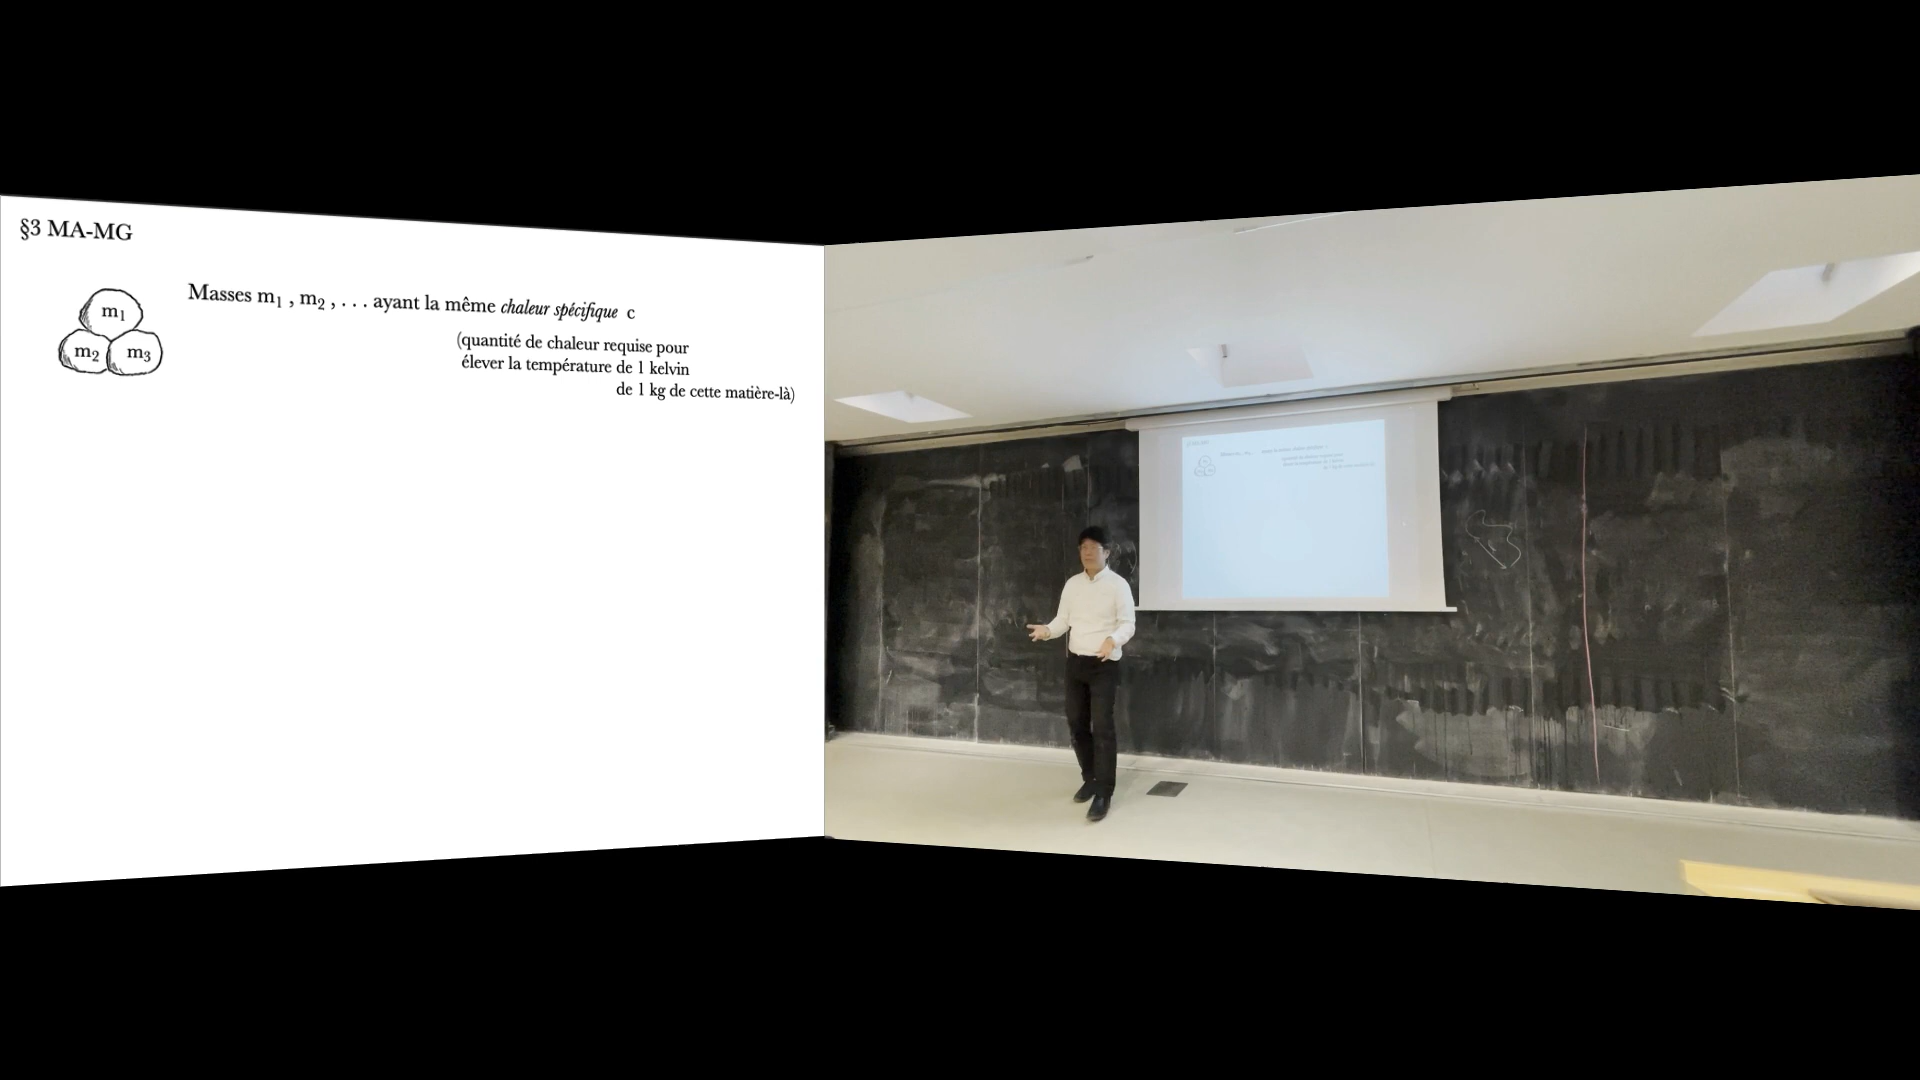 §3 MA-MG
m1
m2 m3
Masses m1 , m2 , . . . ayant la même chaleur spécifique c
(quantité de chaleur requise pour
élever la température de 1 kelvin
de 1 kg de cette matière-là)